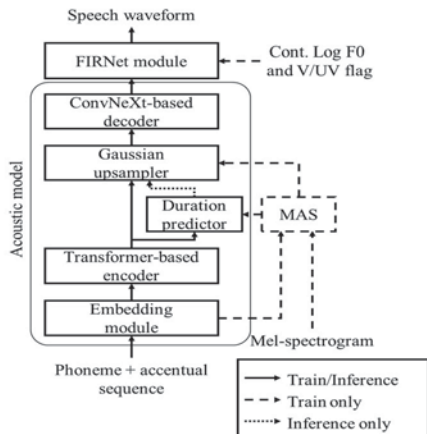 Speech waveform
FIRNet module
Cont. Log F0
and V/UV flag
ConvNeXt-based
decoder
Gaussian
upsampler
Duration
predictor
MAS
Acoustic model
Transformer-based
encoder
Embedding
module
Mel-spectrogram
Phoneme + accentual
sequence
Train/Inference
Train only
Inference only